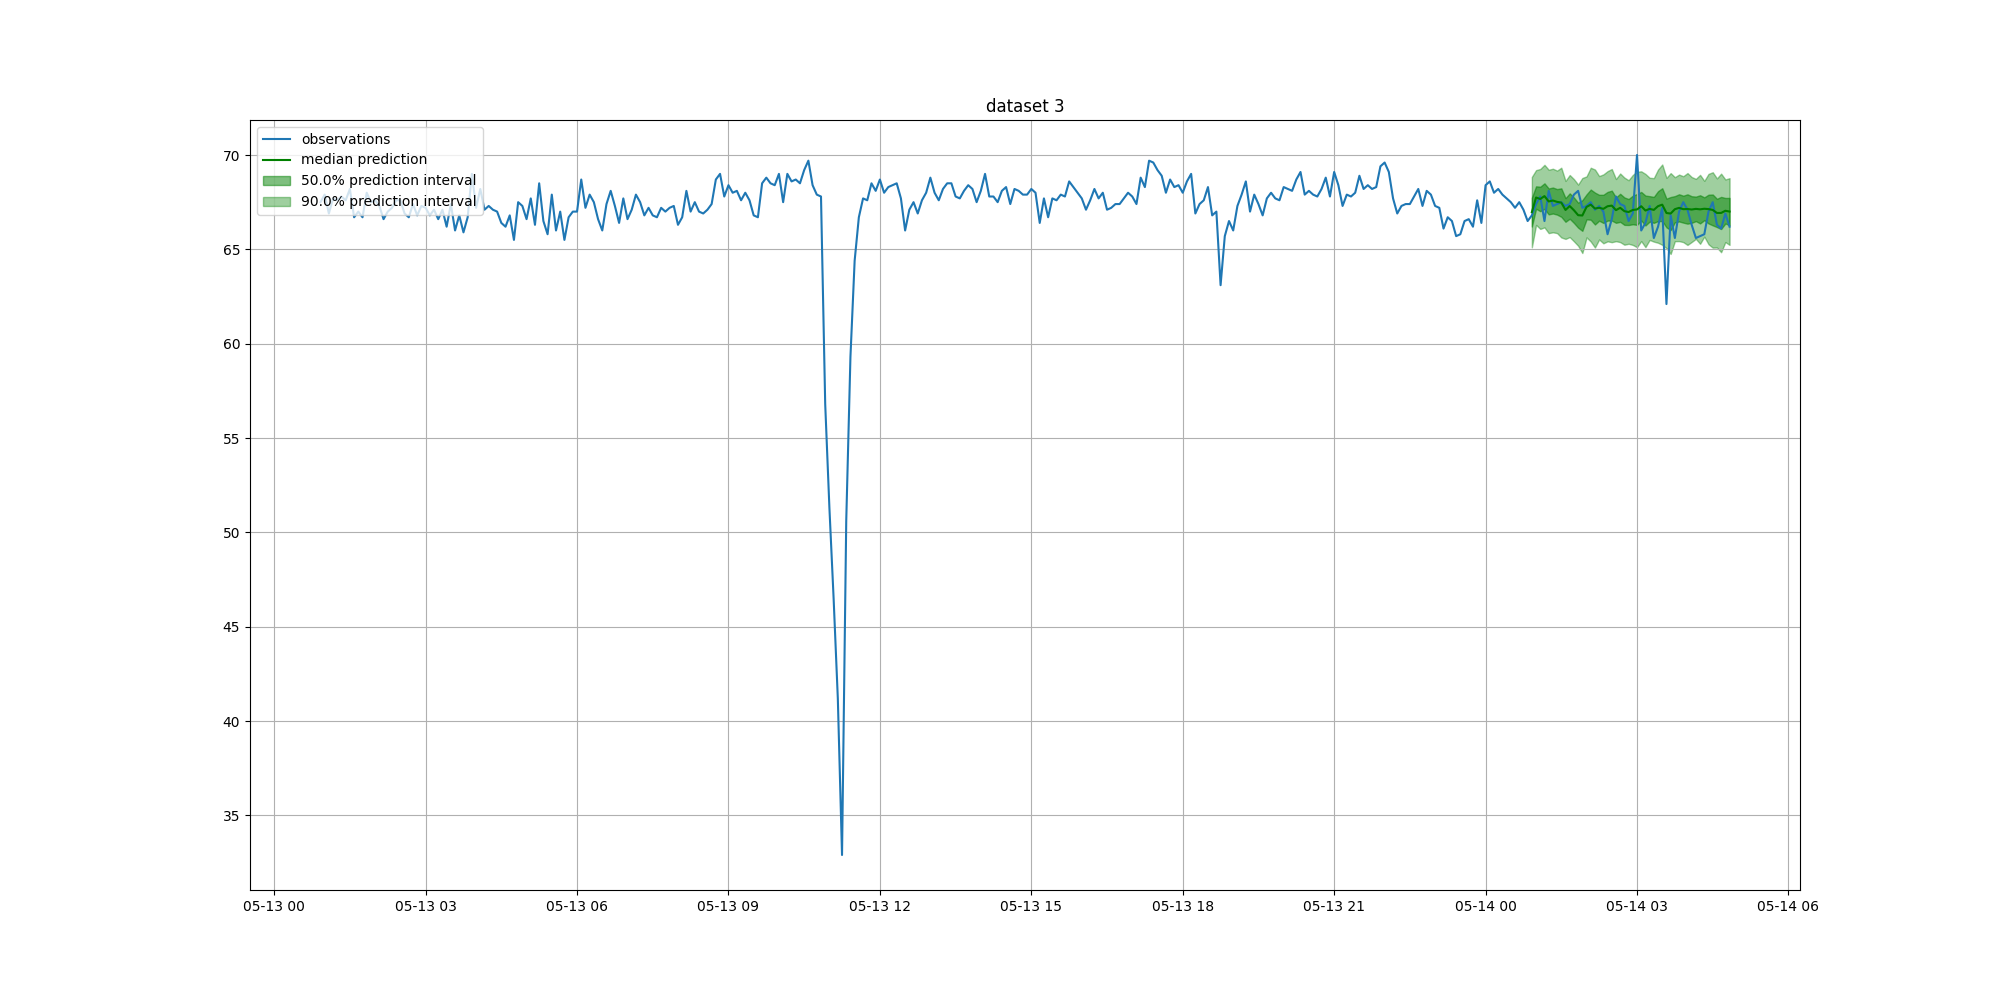 dataset 3
observations
median prediction
50.0% prediction interval
90.0% prediction interval
70
65
60
55
50
45
40
35
05-13 00 05-13 03 05-13 06 05-13 09 05-13 12 05-13 15 05-13 18 05-13 21 05-14 00 05-14 03 05-14 06